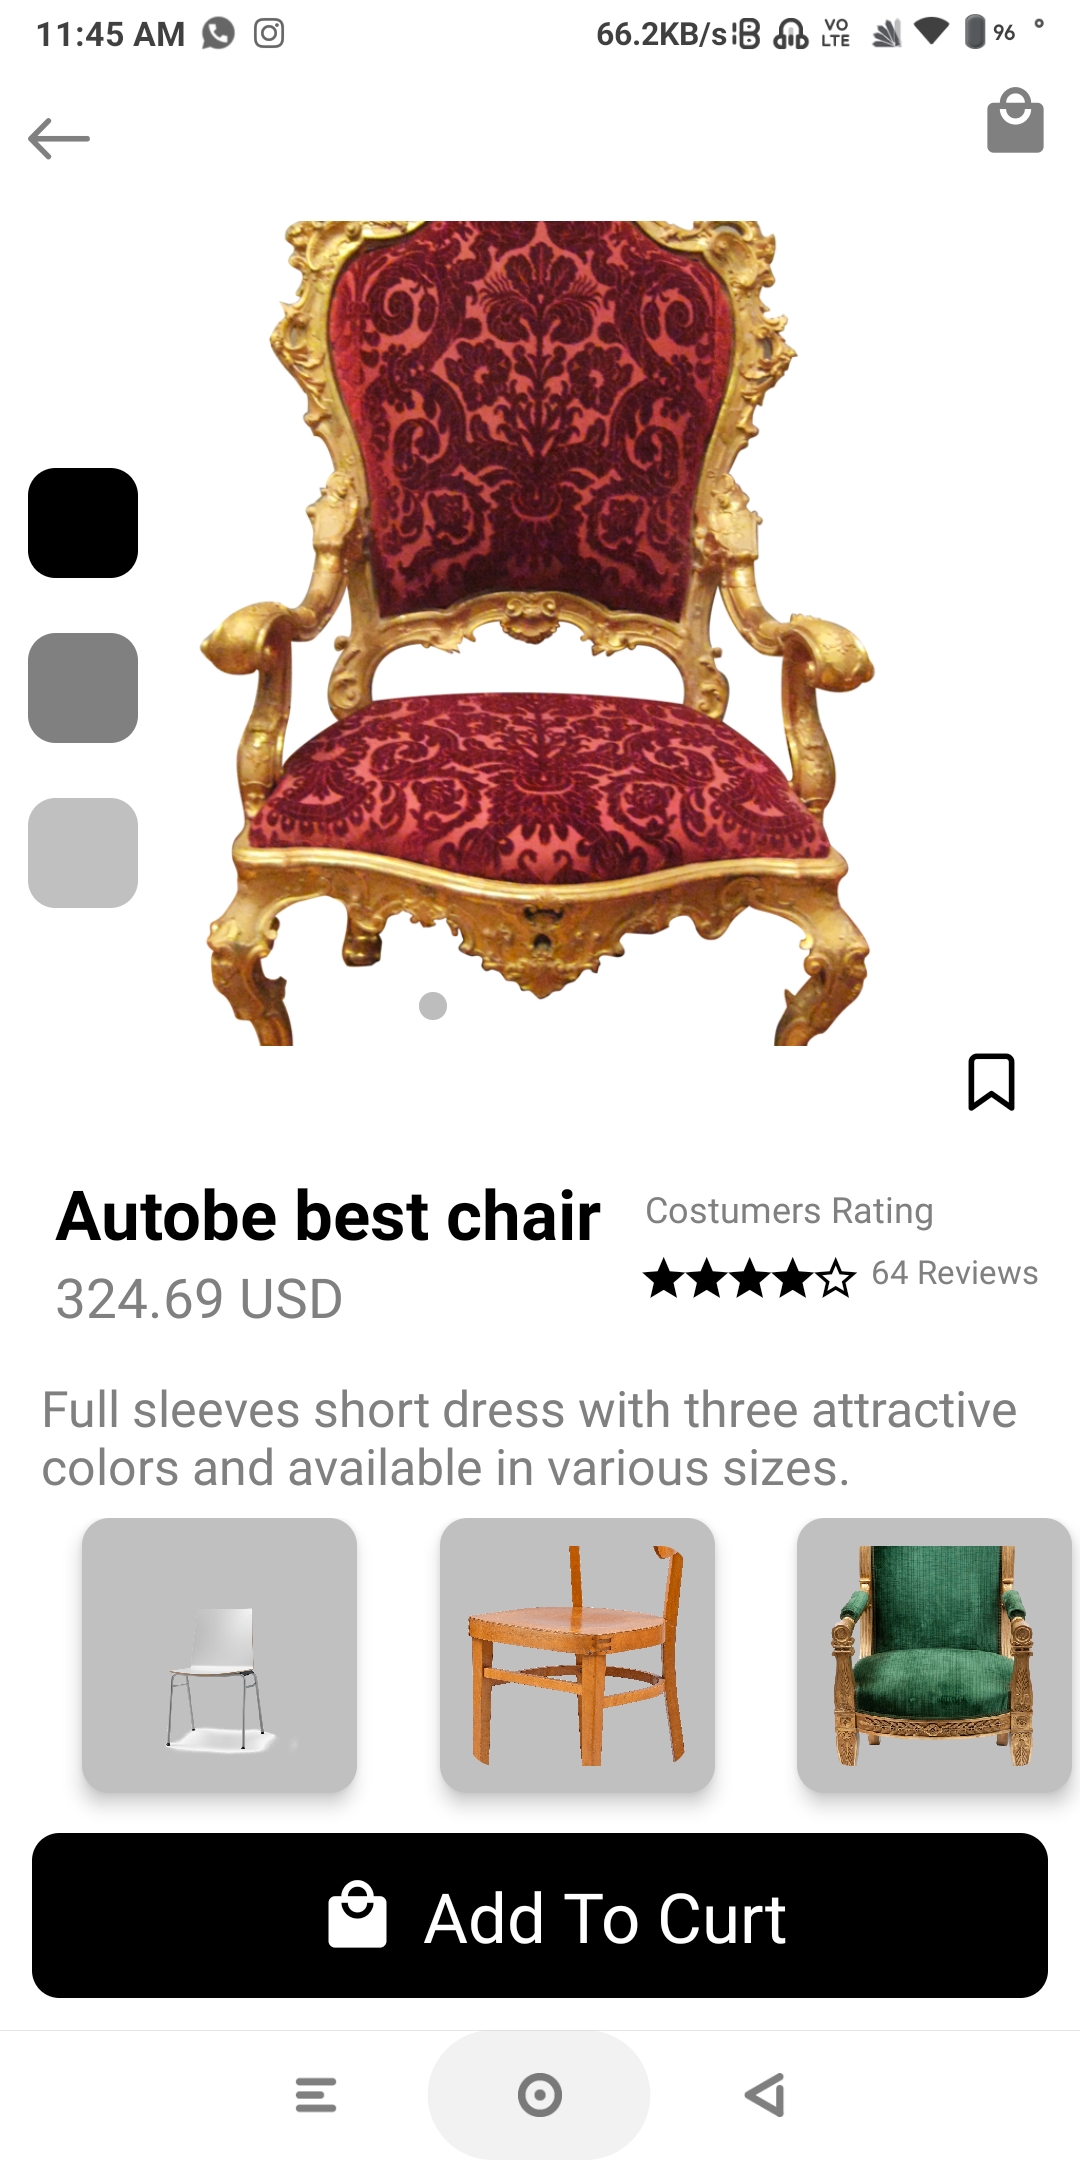 11:45 AM 66.2KB/s VO LTE 96 °
Autobe best chair
Costumers Rating
324.69 USD
64 Reviews
Full sleeves short dress with three attractive
colors and available in various sizes.
Add To Curt